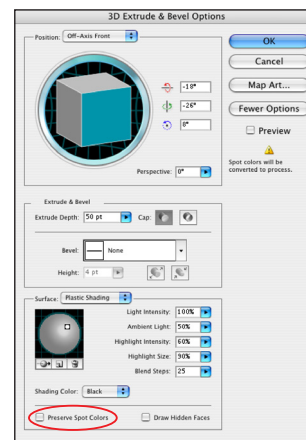 3D Extrude & Bevel Options
Position: Off-Axis Front
OK
Cancel
Map Art...
Fewer Options
Preview
Spot colors will be
converted to process.
-18°
-26°
8°
Perspective: 0°
Extrude & Bevel
Extrude Depth: 50 pt Cap:
Bevel: None
Height: 4 pt
Surface: Plastic Shading
Light Intensity: 100%
Ambient Light: 50%
Highlight Intensity: 60%
Highlight Size: 90%
Blend Steps: 25
Shading Color: Black
Preserve Spot Colors Draw Hidden Faces